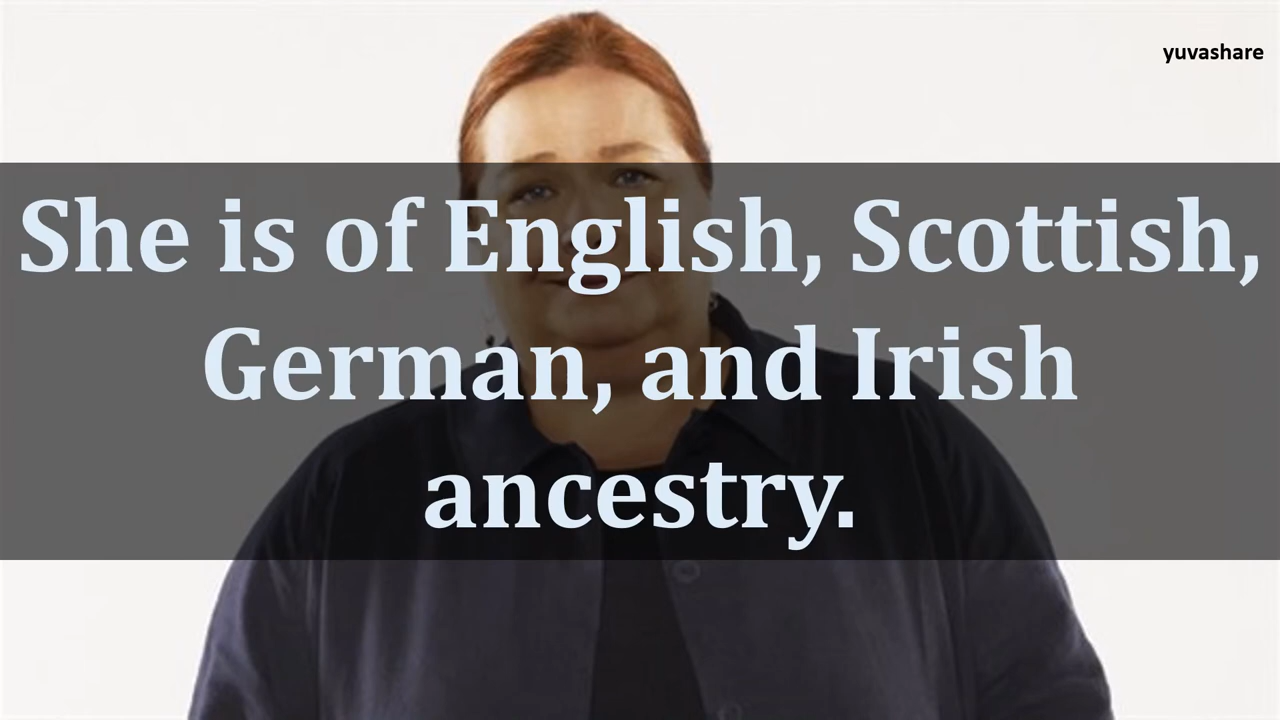 yuvashare
She is of English, Scottish,
German, and Irish
ancestry.